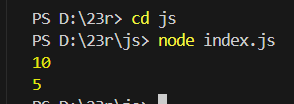 PS D:\23r> cd js
PS D:\23r\js> node index.js
10
5
PS D:\23r\js>